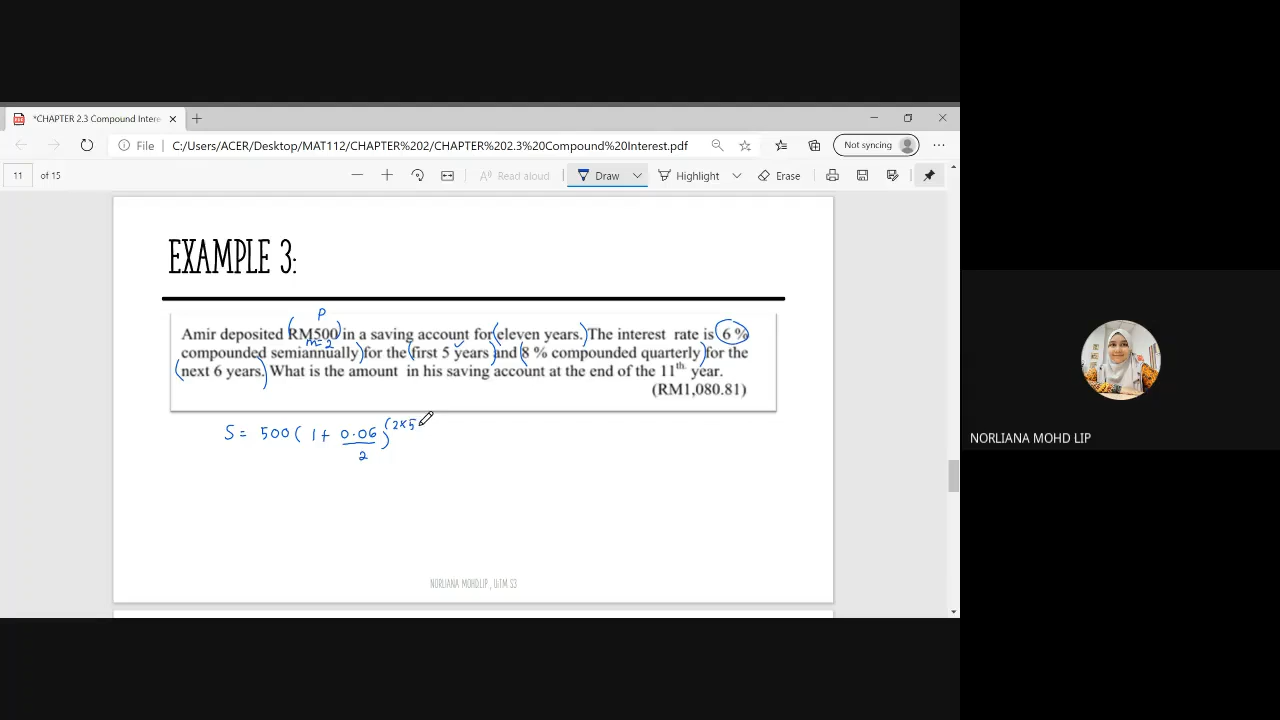 *CHAPTER 2.3 Compound Intere
File C:/Users/ACER/Desktop/MAT112/CHAPTER%202/CHAPTER%202.3%20Compound%20Interest.pdf Not syncing
11 of 15 Read aloud Draw Highlight Erase
EXAMPLE 3:
P
Amir deposited (RM500) in a saving account for (eleven years.) The interest rate is 6 %
m=2
compounded semiannually) for the (first 5 years) and (8 % compounded quarterly) for the
(next 6 years.) What is the amount in his saving account at the end of the 11th year.
(RM1,080.81)
S = 500 ( 1 + 0.06 / 2 )^(2×5
NORLIANA MOHD LIP , UiTM S3
NORLIANA MOHD LIP